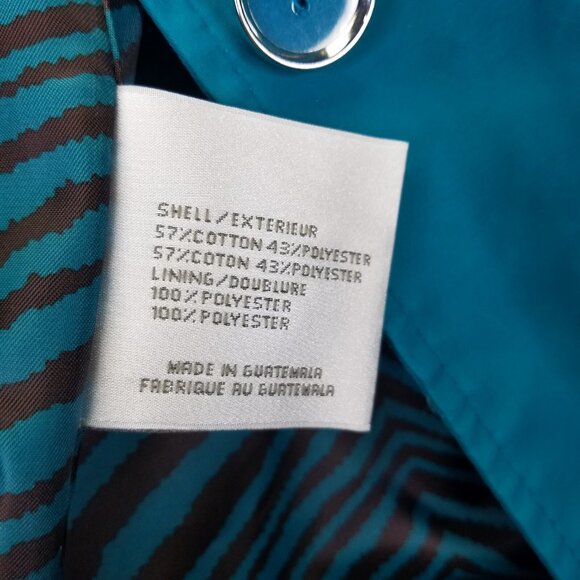 SHELL/EXTERIEUR
57%COTTON 43%POLYESTER
57%COTON 43%POLYESTER
LINING/DOUBLURE
100%POLYESTER
100%POLYESTER
MADE IN GUATEMALA
FABRIQUE AU GUATEMALA